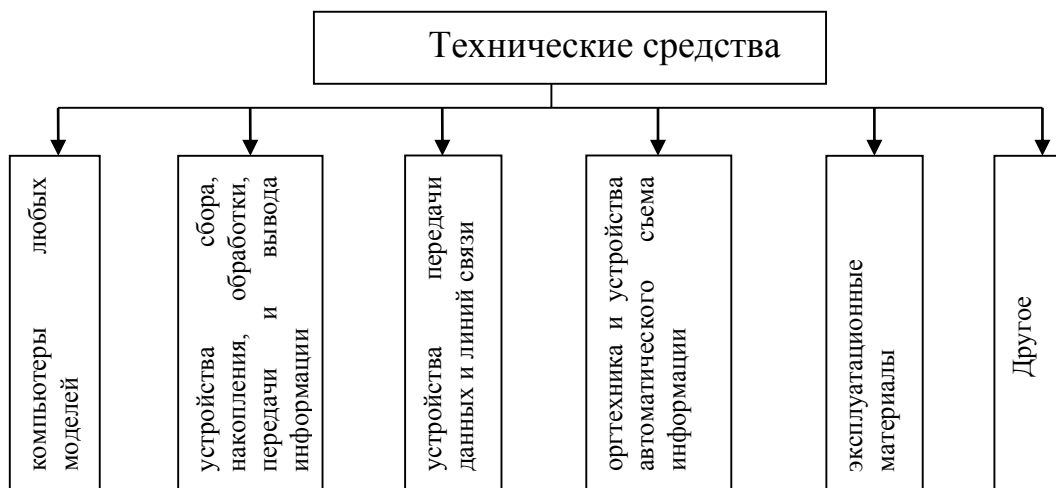 Технические средства
компьютеры любых
моделей
устройства сбора,
накопления, обработки,
передачи и вывода
информации
устройства передачи
данных и линий связи
оргтехника и устройства
автоматического съема
информации
эксплуатационные
материалы
Другое